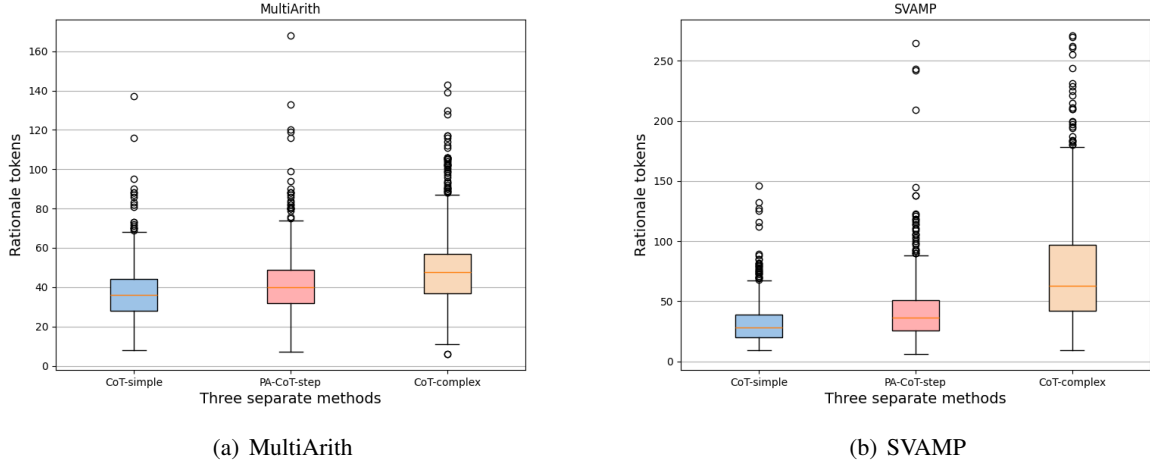 MultiArith
160
140
120
100
80
60
40
20
0
Rationale tokens
CoT-simple
PA-CoT-step
CoT-complex
Three separate methods
(a) MultiArith
SVAMP
250
200
150
100
50
0
Rationale tokens
CoT-simple
PA-CoT-step
CoT-complex
Three separate methods
(b) SVAMP